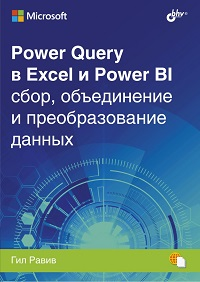 Microsoft
bhv®
Power Query
в Excel и Power BI
сбор, объединение
и преобразование
данных
Гил Равив